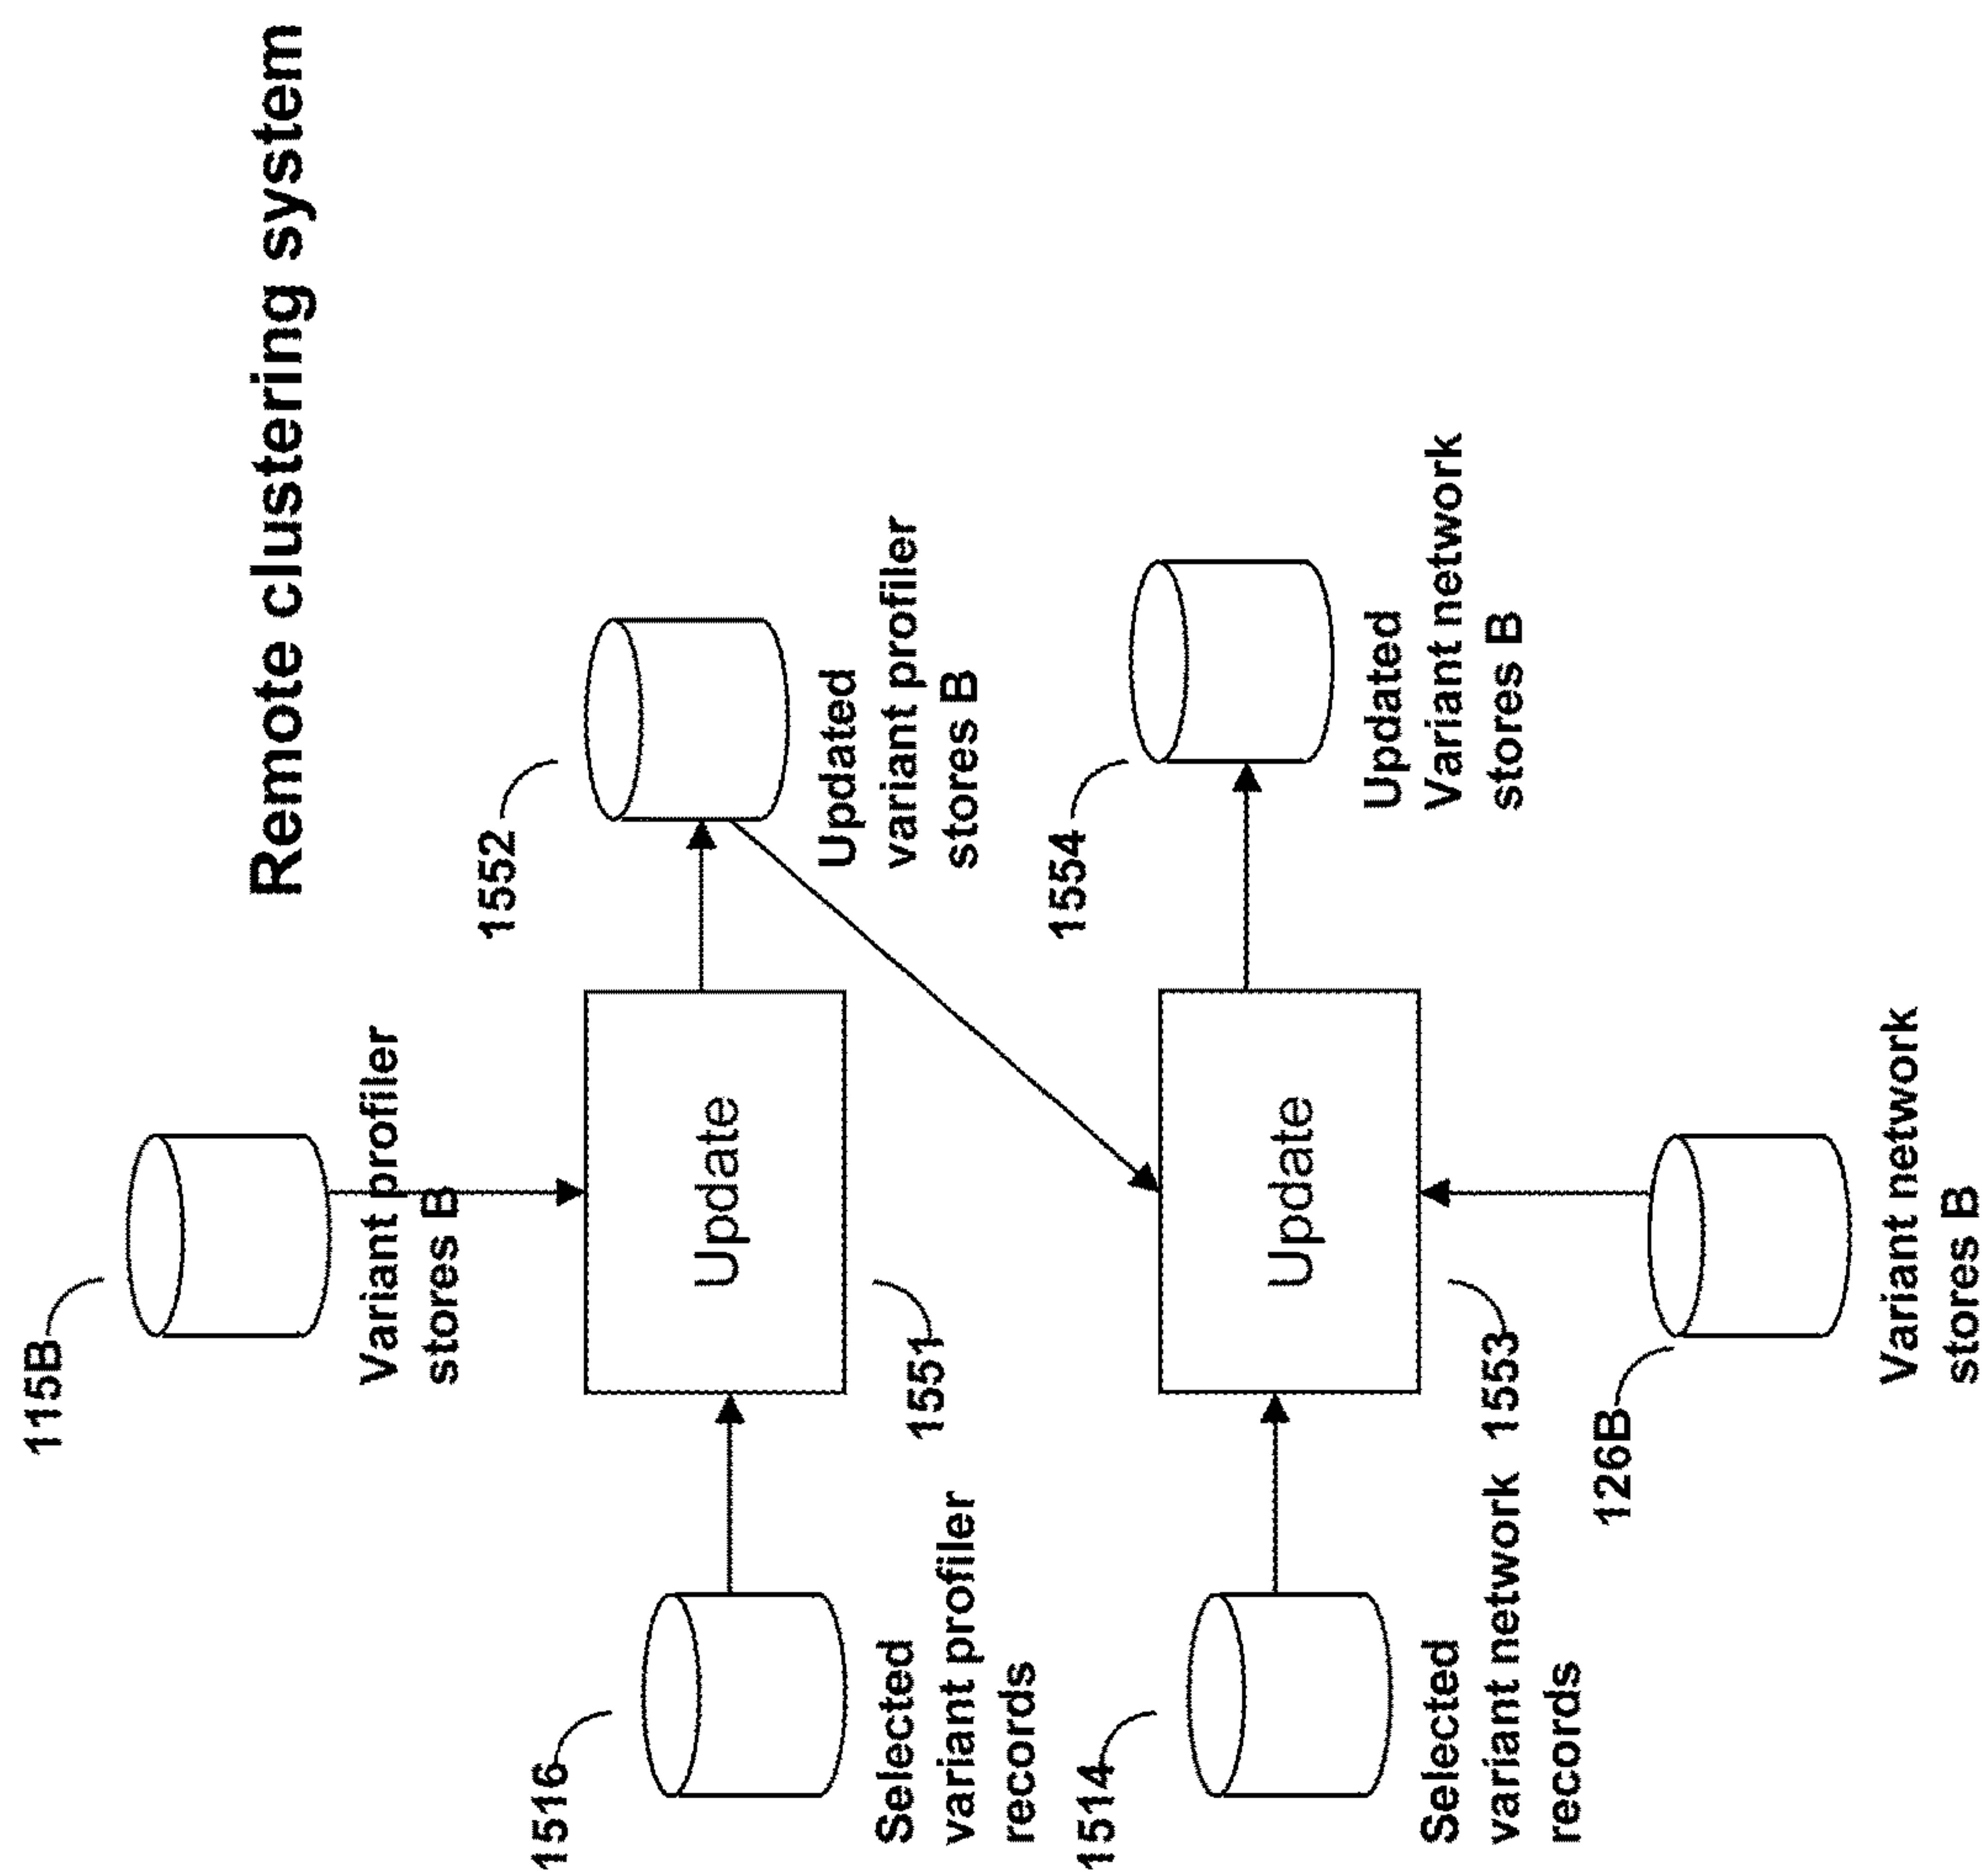 Remote clustering system
115B
Variant profiler
stores B
1516
Selected
variant profiler
records
Update
1551
1552
Updated
variant profiler
stores B
1514
Selected
variant network
records
Update
1553
1554
Updated
Variant network
stores B
126B
Variant network
stores B